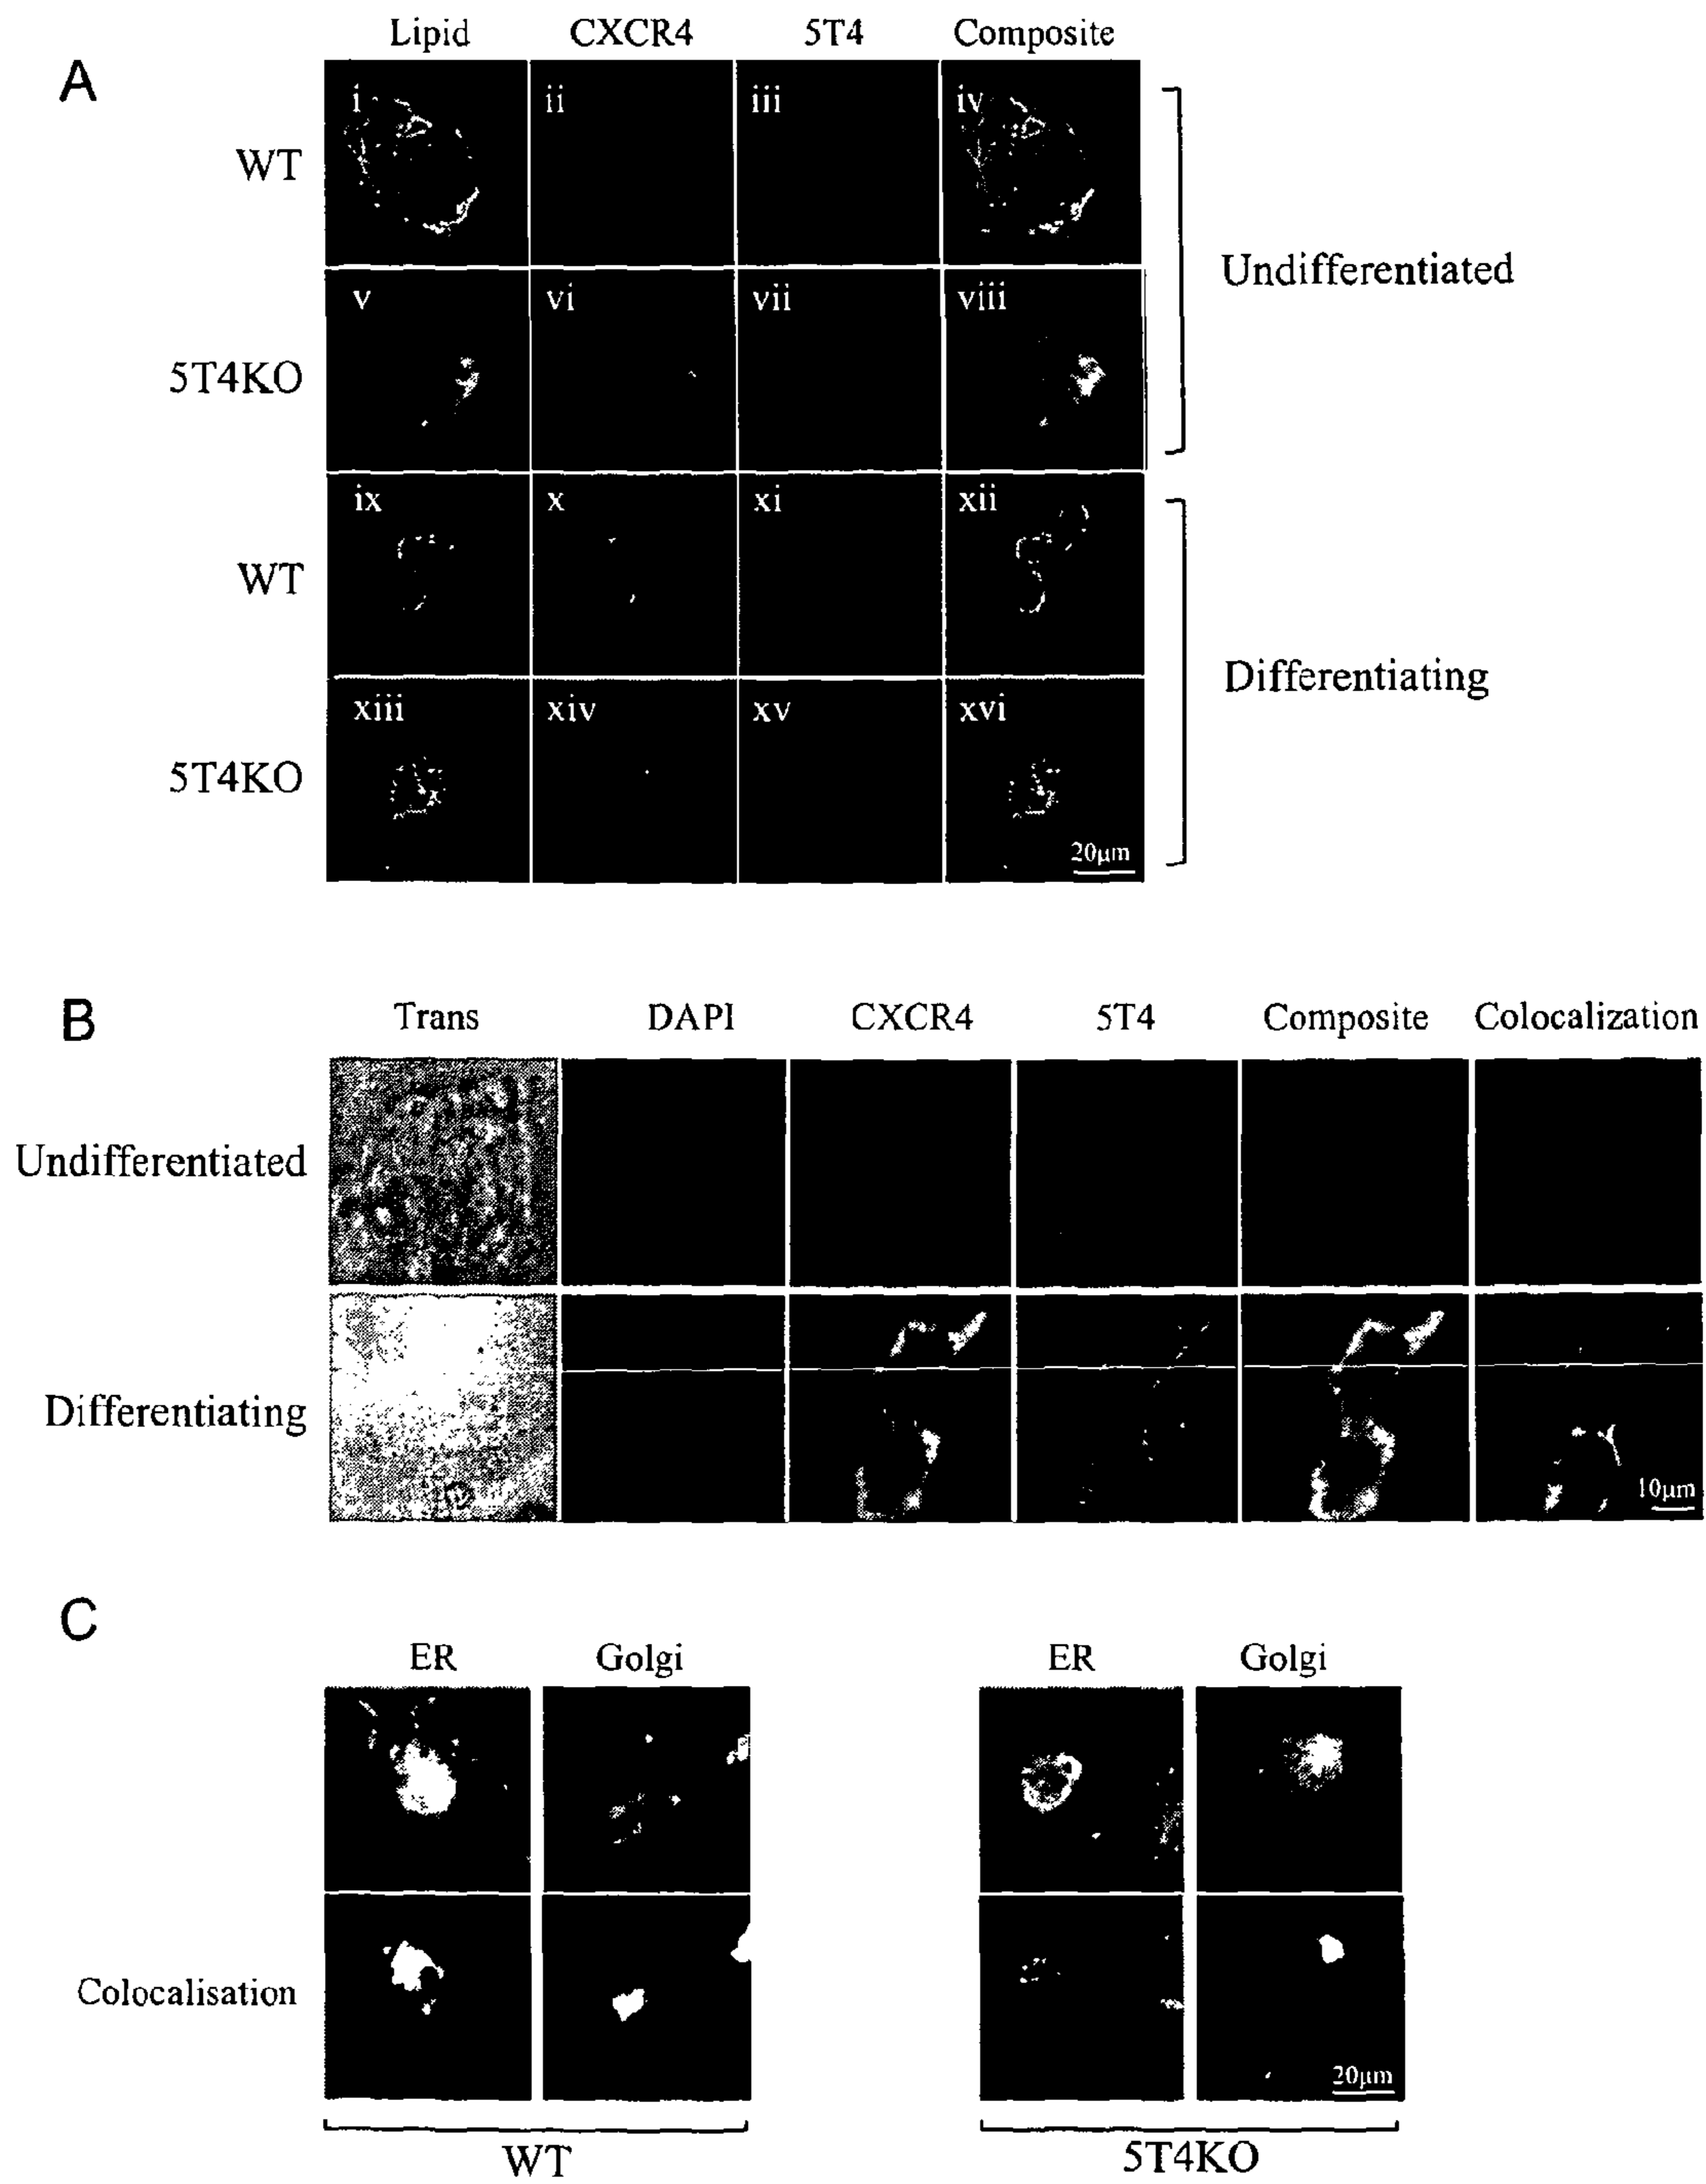 A
Lipid CXCR4 5T4 Composite
WT
i ii iii iv
Undifferentiated
5T4KO
v vi vii viii
WT
ix x xi xii
Differentiating
5T4KO
xiii xiv xv xvi
20µm
B
Trans DAPI CXCR4 5T4 Composite Colocalization
Undifferentiated
Differentiating
10µm
C
ER Golgi ER Golgi
Colocalisation
20µm
WT 5T4KO